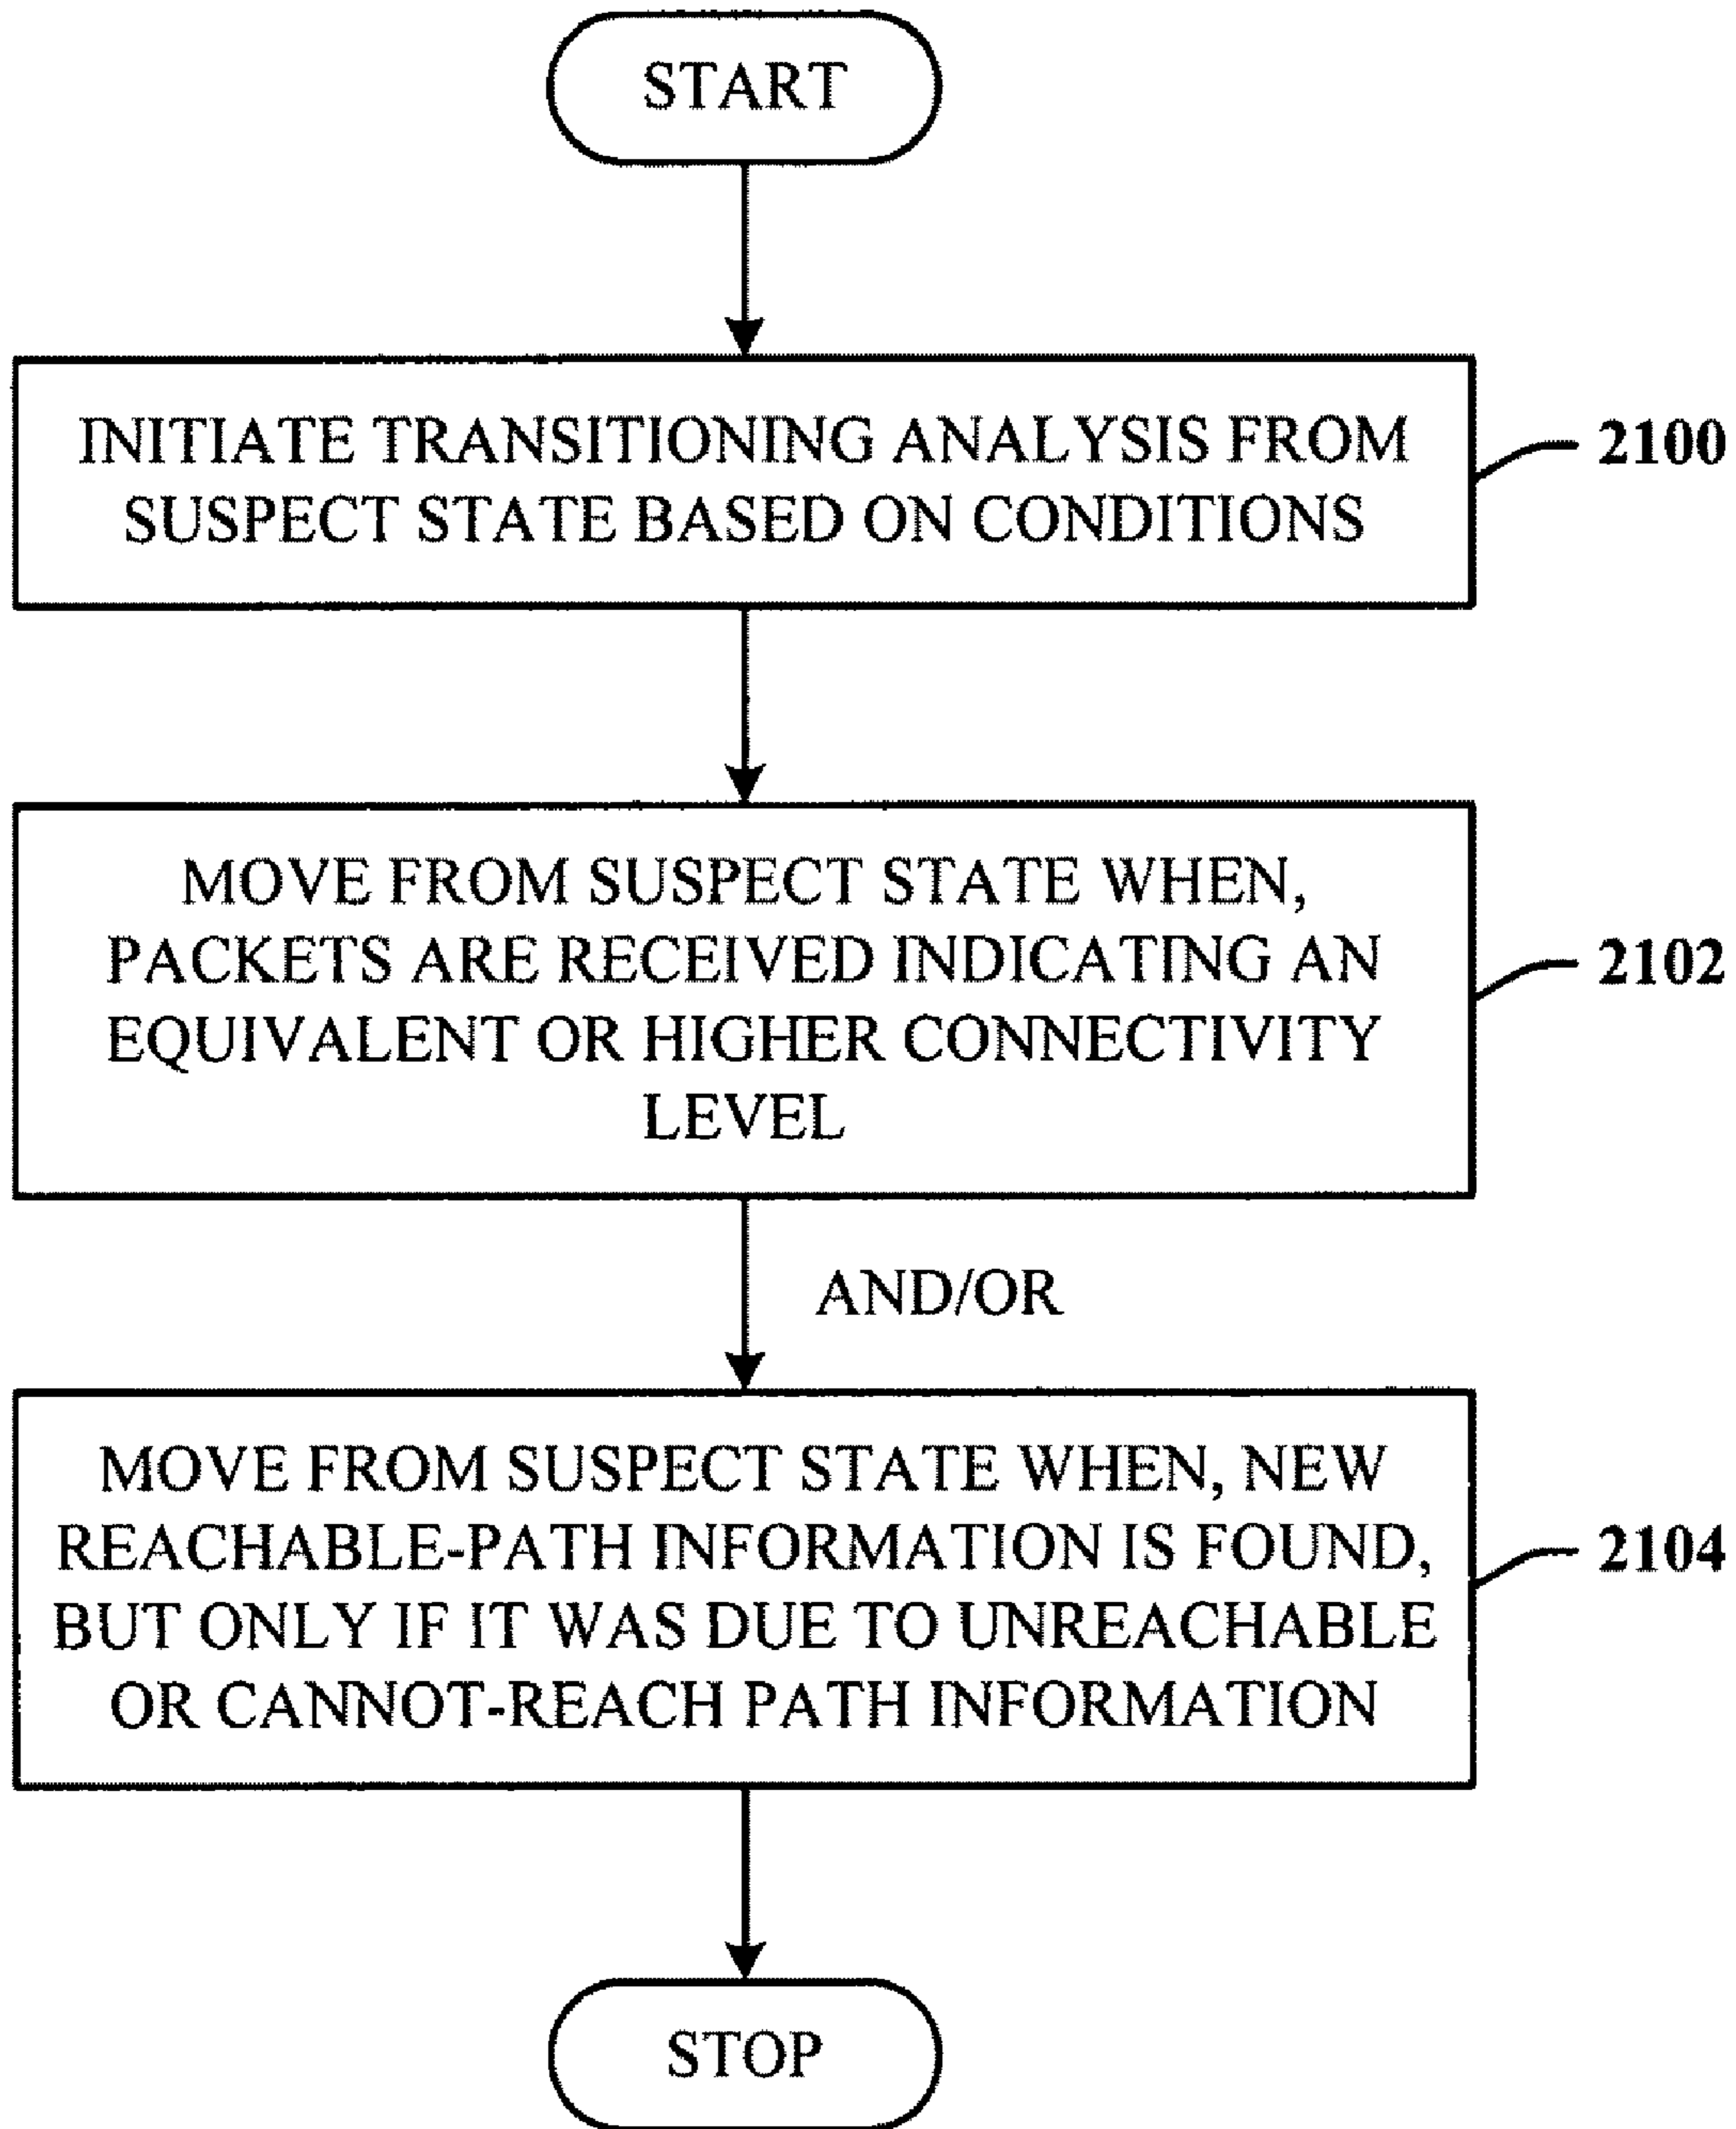 START
INITIATE TRANSITIONING ANALYSIS FROM
SUSPECT STATE BASED ON CONDITIONS
2100
MOVE FROM SUSPECT STATE WHEN,
PACKETS ARE RECEIVED INDICATING AN
EQUIVALENT OR HIGHER CONNECTIVITY
LEVEL
2102
AND/OR
MOVE FROM SUSPECT STATE WHEN, NEW
REACHABLE-PATH INFORMATION IS FOUND,
BUT ONLY IF IT WAS DUE TO UNREACHABLE
OR CANNOT-REACH PATH INFORMATION
2104
STOP